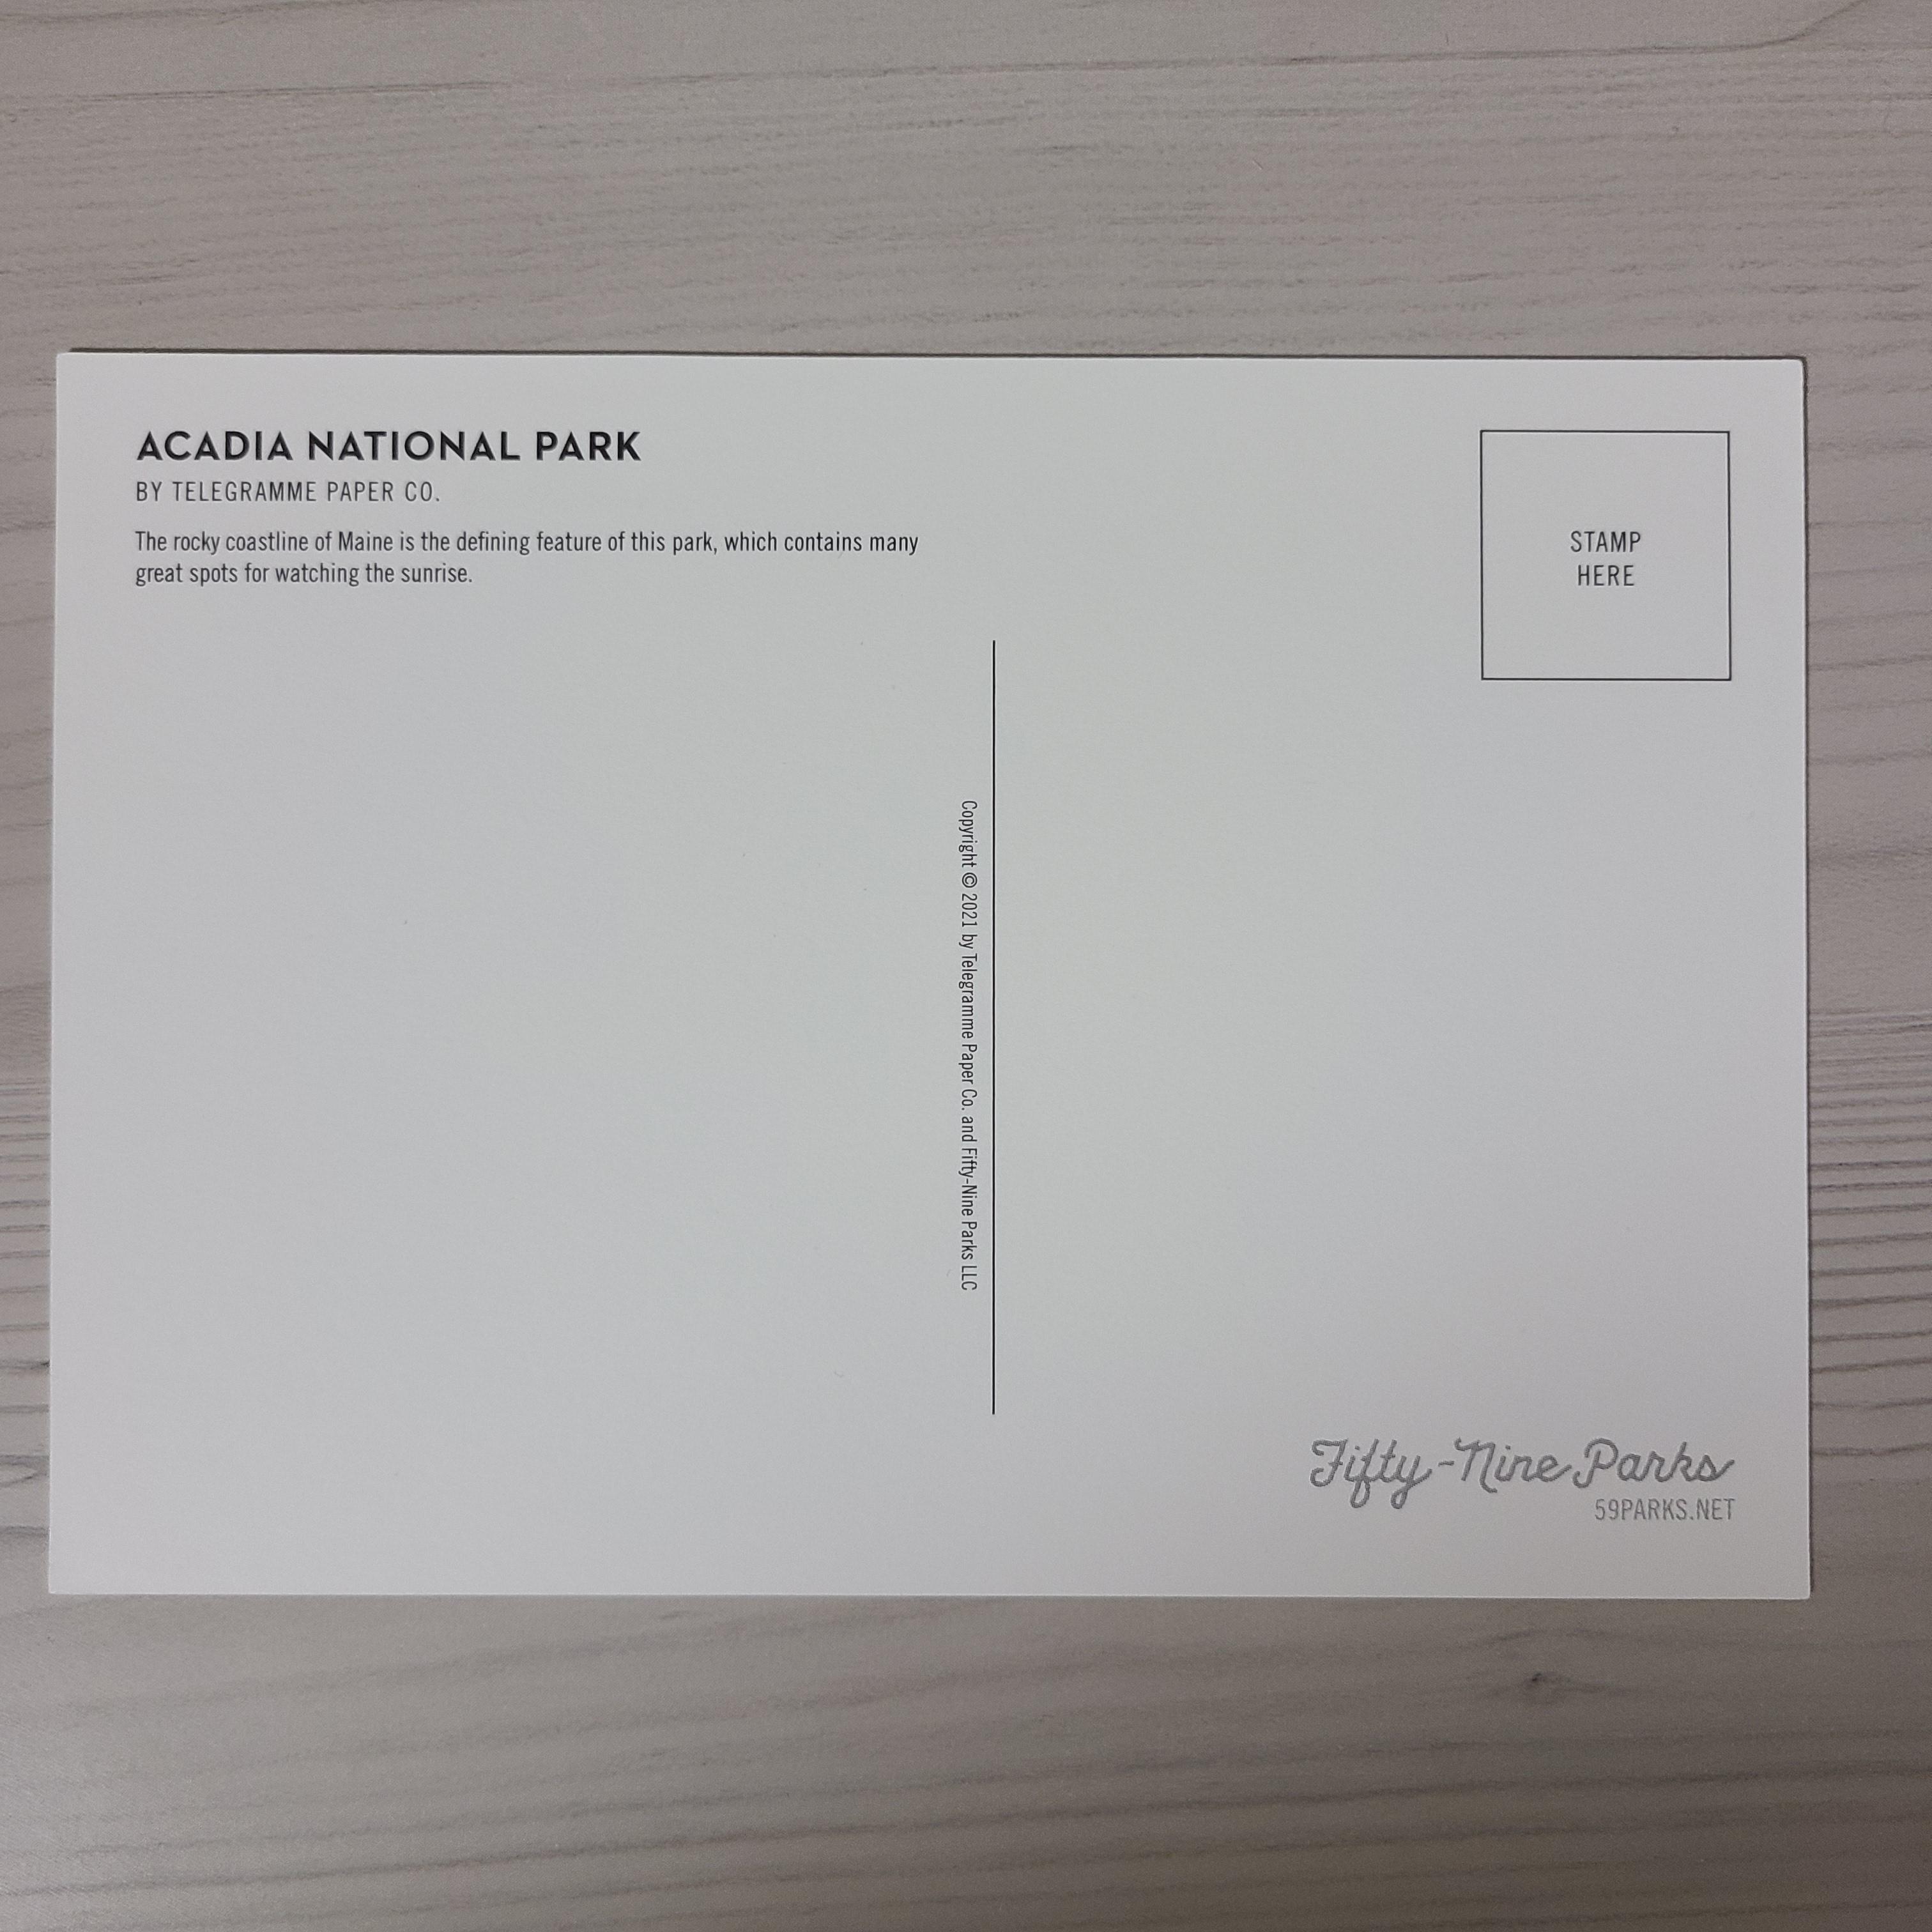 ACADIA NATIONAL PARK
BY TELEGRAMME PAPER CO.
The rocky coastline of Maine is the defining feature of this park, which contains many
great spots for watching the sunrise.
STAMP
HERE
Copyright © 2021 by Telegramme Paper Co. and Fifty-Nine Parks LLC
Fifty-Nine Parks
59PARKS.NET